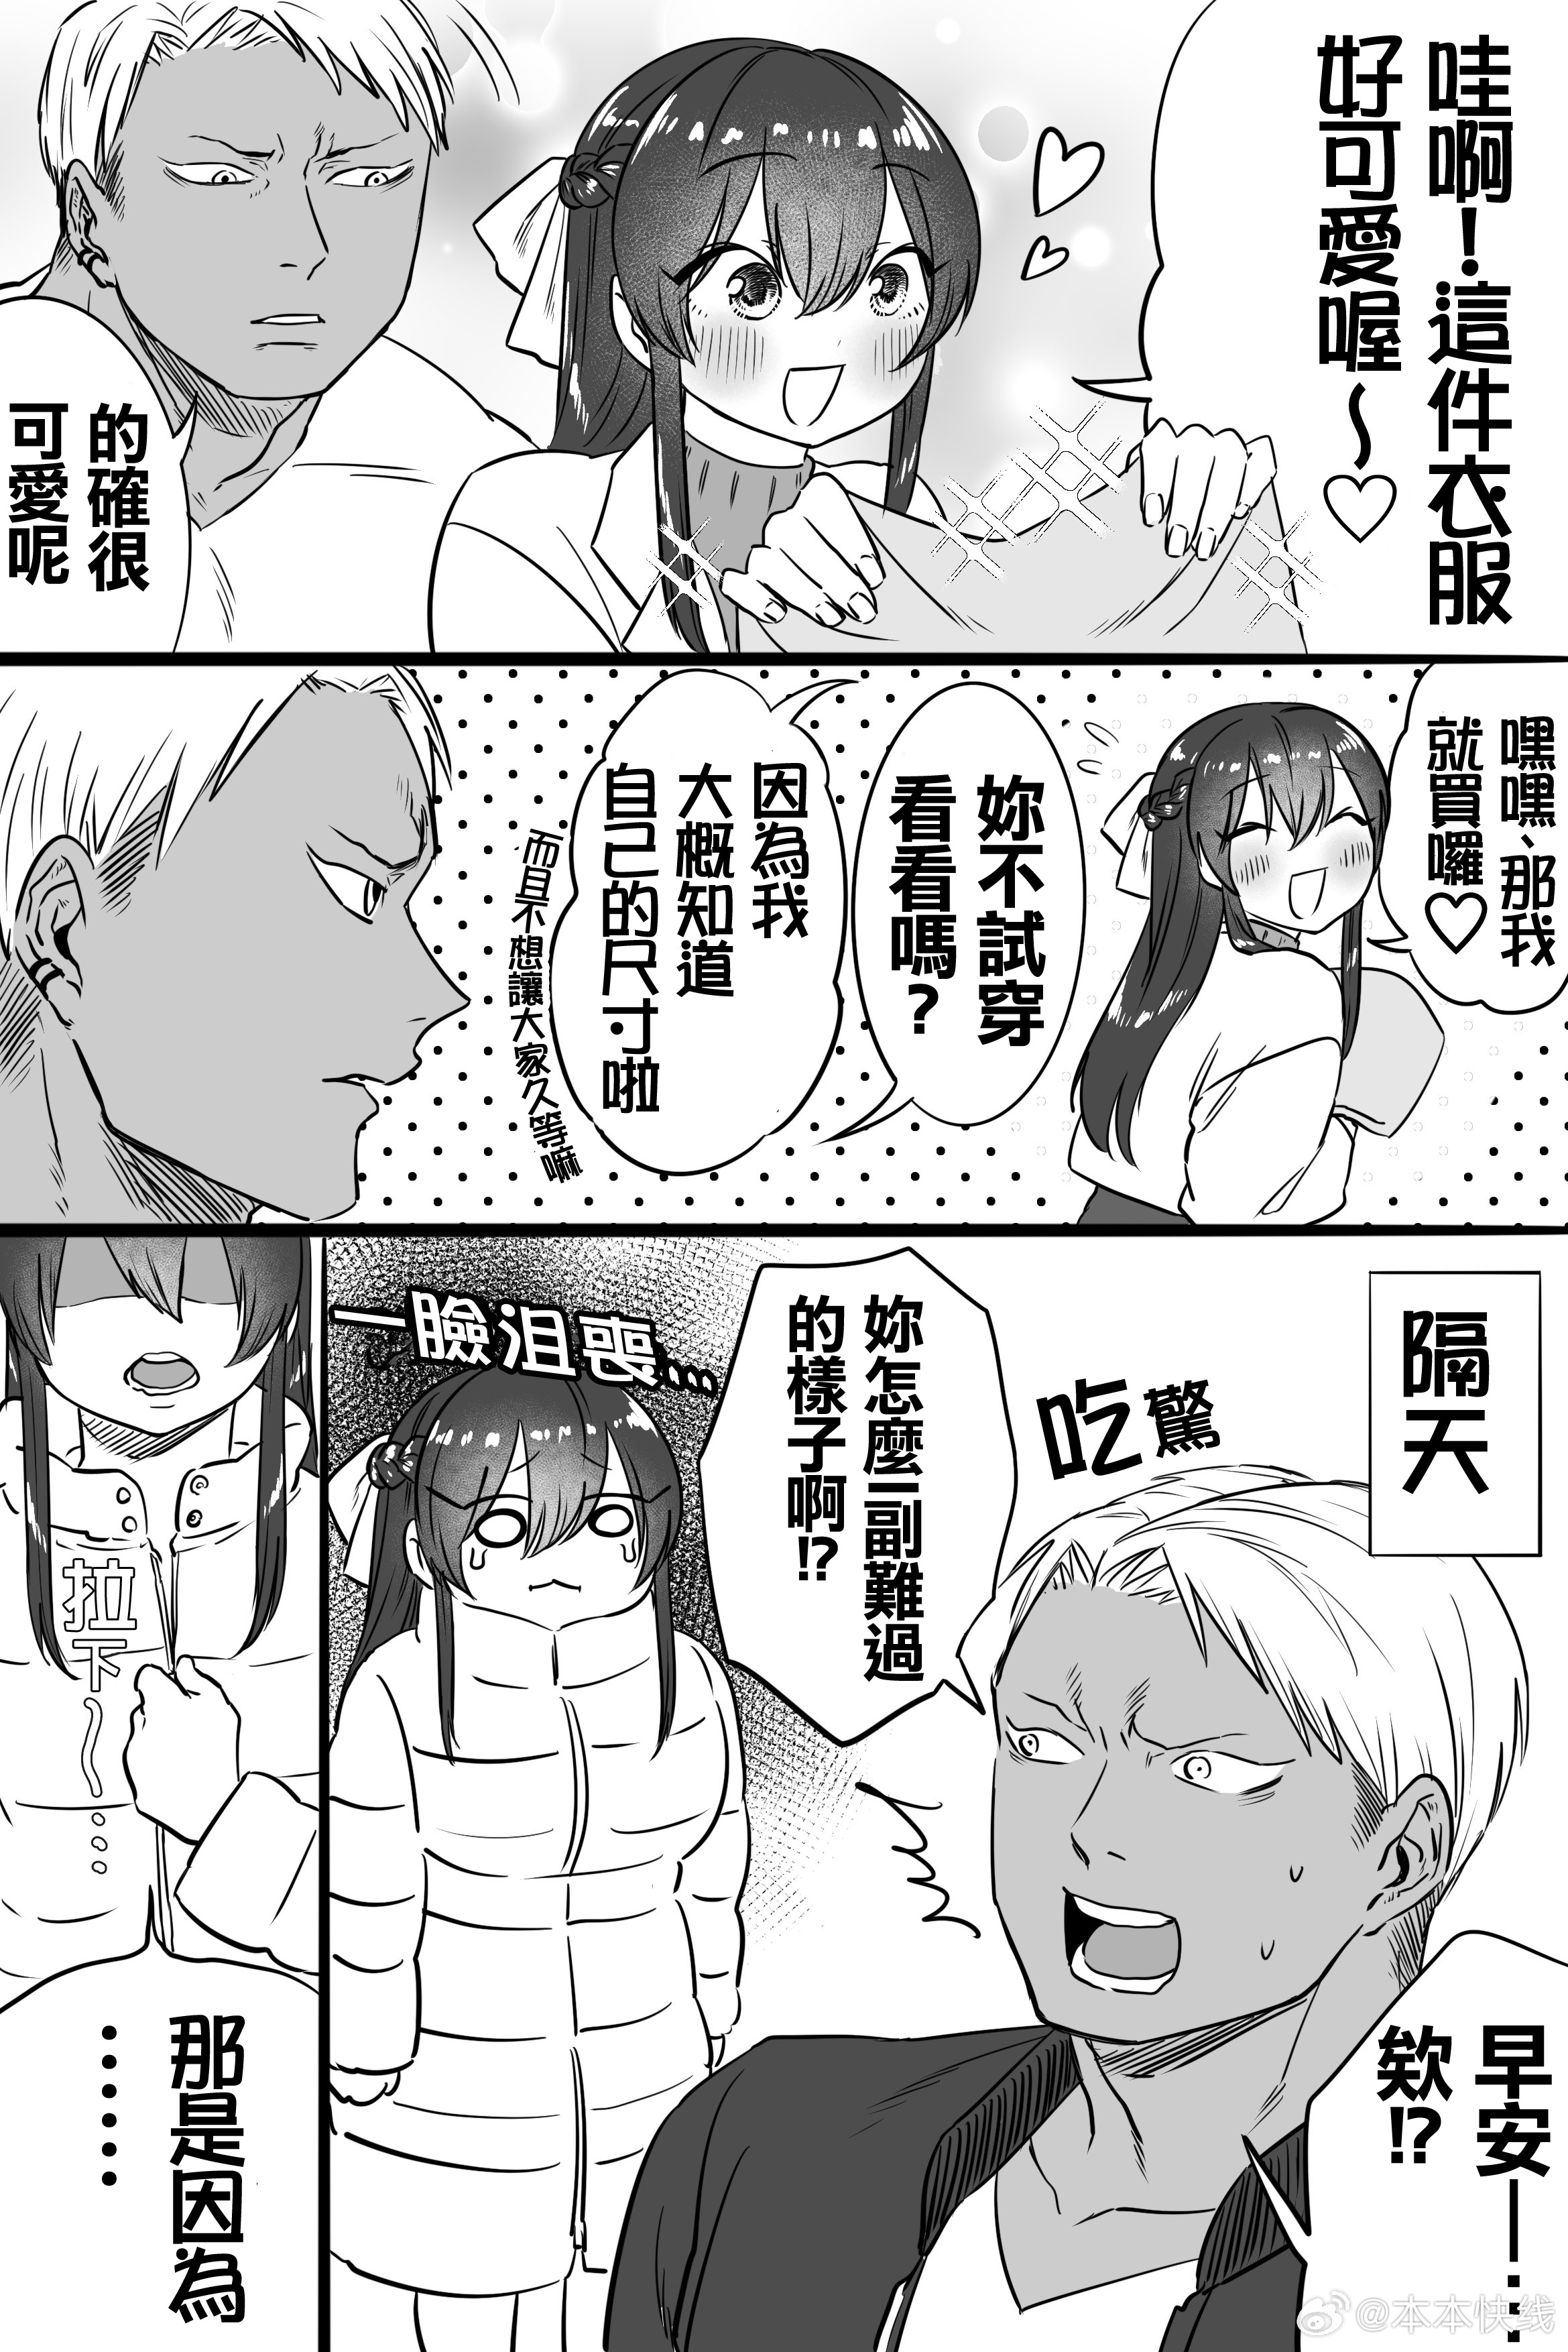 哇啊！這件衣服
好可愛喔～♡
的確很
可愛呢
嘿嘿、那我
就買囉♡
妳不試穿
看看嗎？
因為我
大概知道
自己的尺寸啦
而且不想讓大家久等嘛
隔天
早安—……
欸⁉
吃驚
妳怎麼一副難過
的樣子啊⁉
一臉沮喪…
拉下～……
那是因為
……
@本本快线